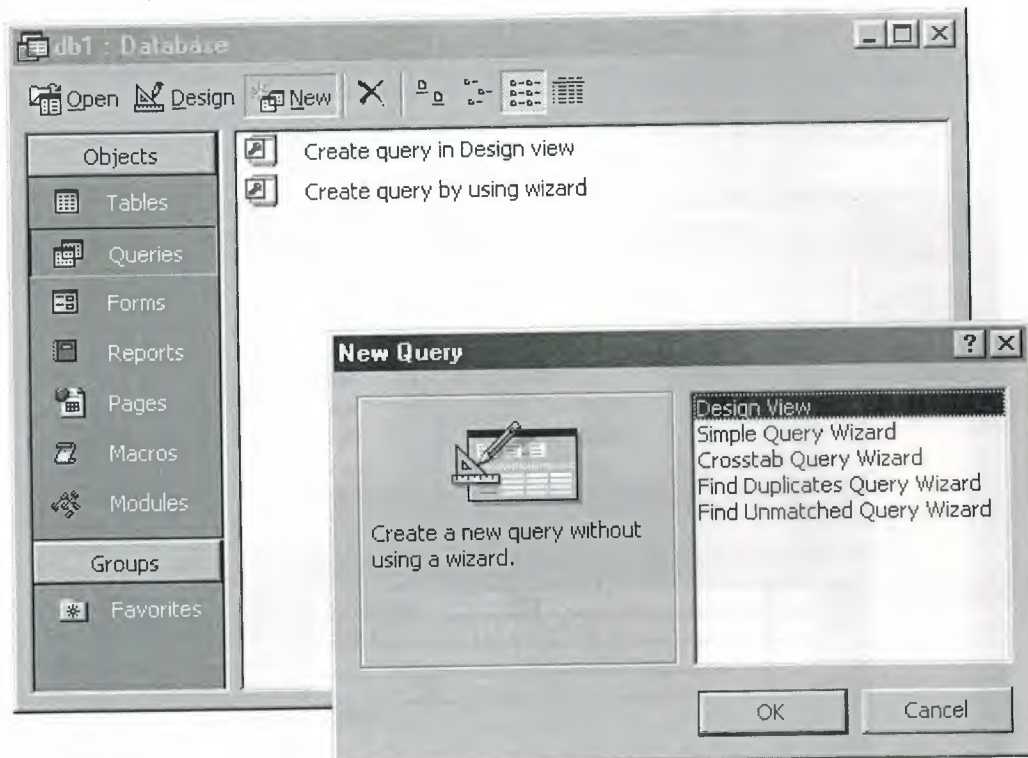 db1 : Database
Open Design New
Objects
Tables
Queries
Forms
Reports
Pages
Macros
Modules
Groups
Favorites
Create query in Design view
Create query by using wizard
New Query
Create a new query without
using a wizard.
Design View
Simple Query Wizard
Crosstab Query Wizard
Find Duplicates Query Wizard
Find Unmatched Query Wizard
OK Cancel